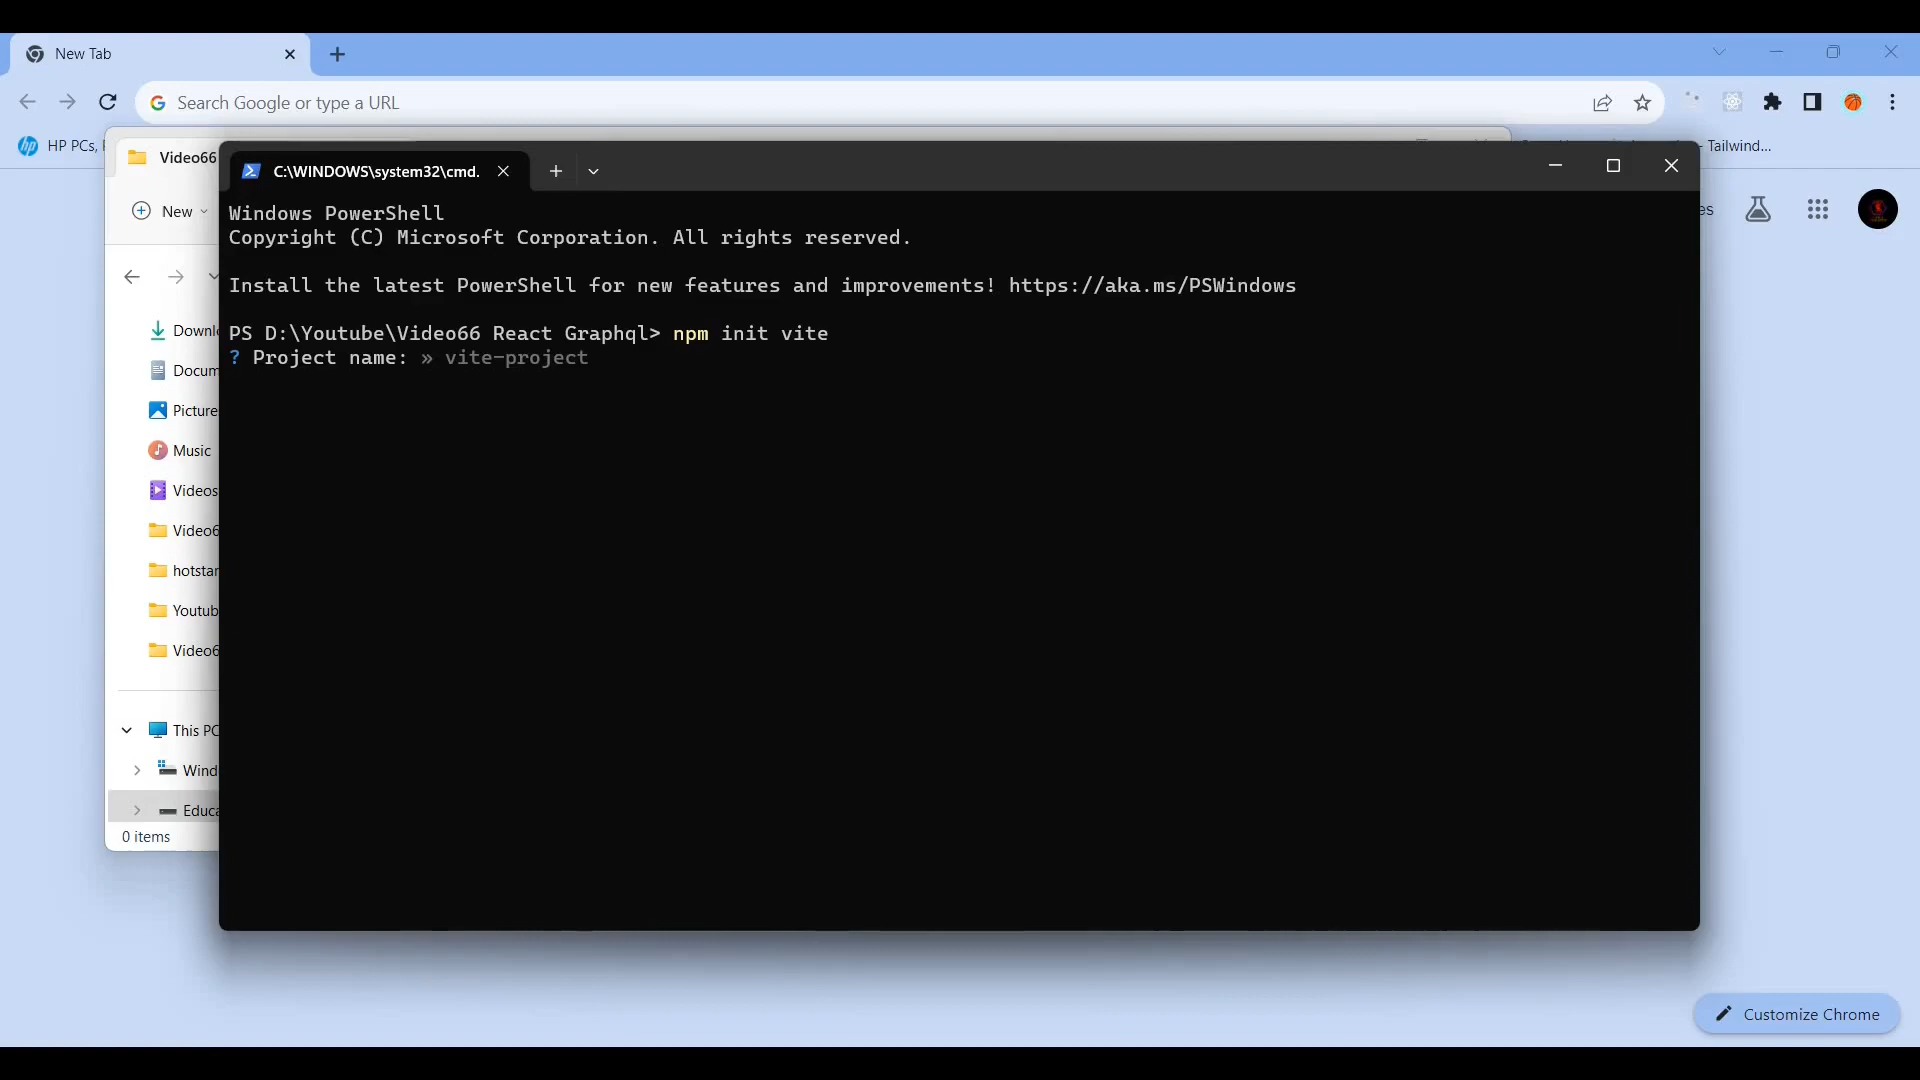 New Tab
Search Google or type a URL
HP PCs,
- Tailwind...
Video66
C:\WINDOWS\system32\cmd.
New
Windows PowerShell
Copyright (C) Microsoft Corporation. All rights reserved.
Install the latest PowerShell for new features and improvements! https://aka.ms/PSWindows
PS D:\Youtube\Video66 React Graphql> npm init vite
? Project name: » vite-project
Downl
Docum
Picture
Music
Videos
Video6
hotstar
Youtub
Video6
This PC
Wind
Educa
0 items
Customize Chrome